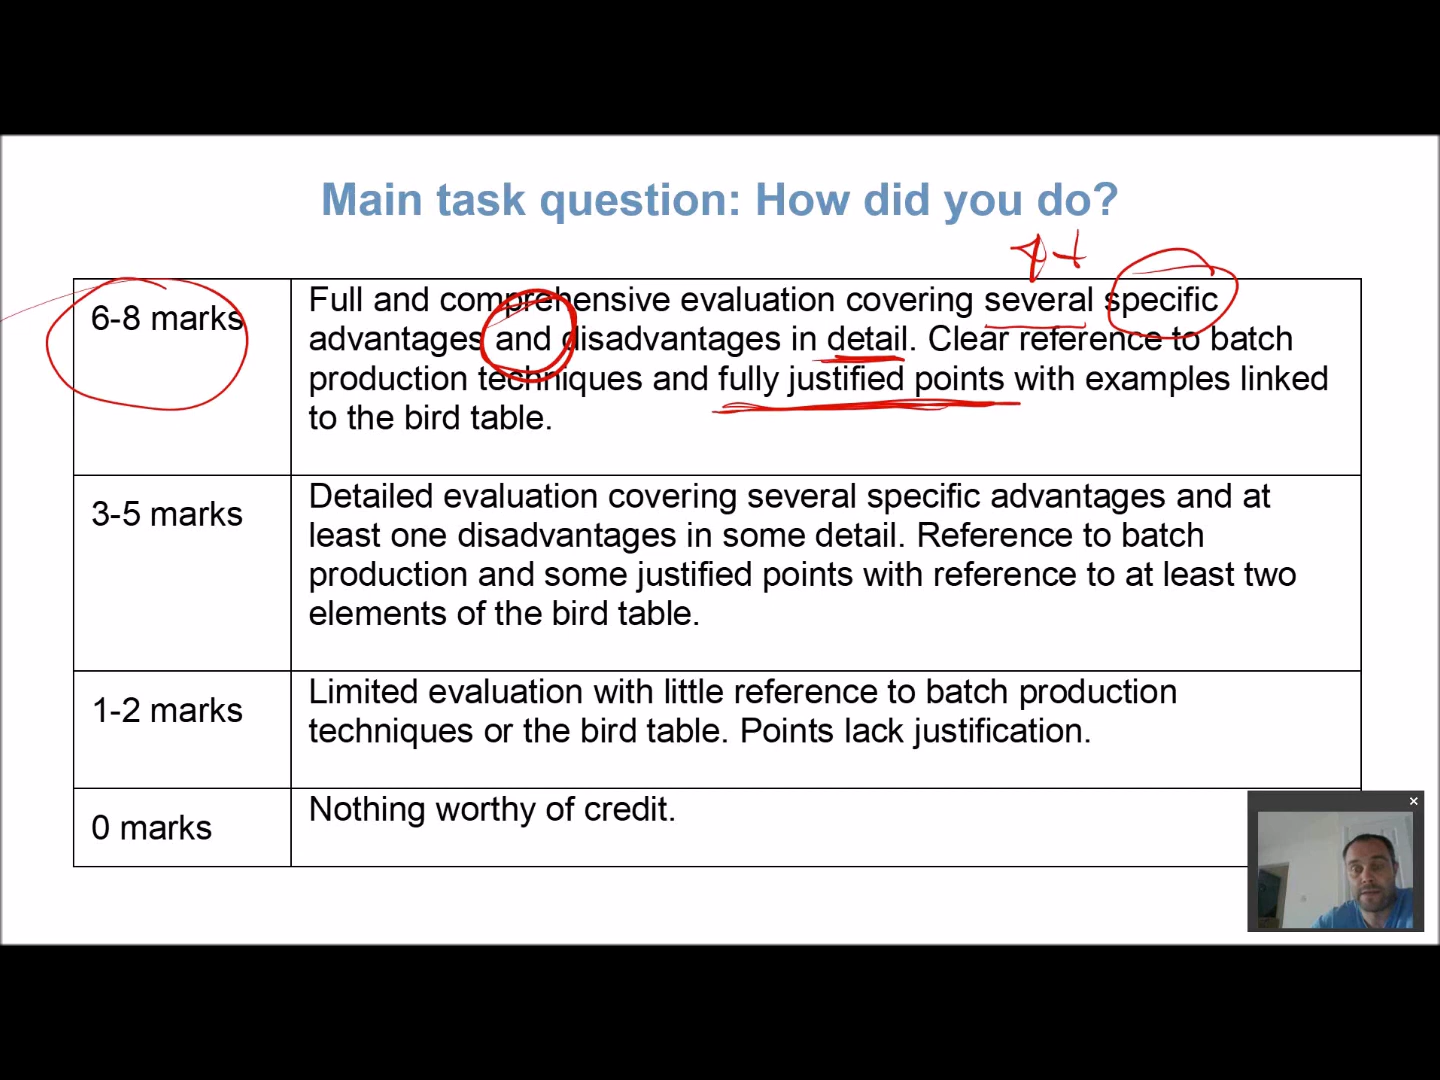 Main task question: How did you do?
6-8 marks
Full and comprehensive evaluation covering several specific
advantages and disadvantages in detail. Clear reference to batch
production techniques and fully justified points with examples linked
to the bird table.
3-5 marks
Detailed evaluation covering several specific advantages and at
least one disadvantages in some detail. Reference to batch
production and some justified points with reference to at least two
elements of the bird table.
1-2 marks
Limited evaluation with little reference to batch production
techniques or the bird table. Points lack justification.
0 marks
Nothing worthy of credit.